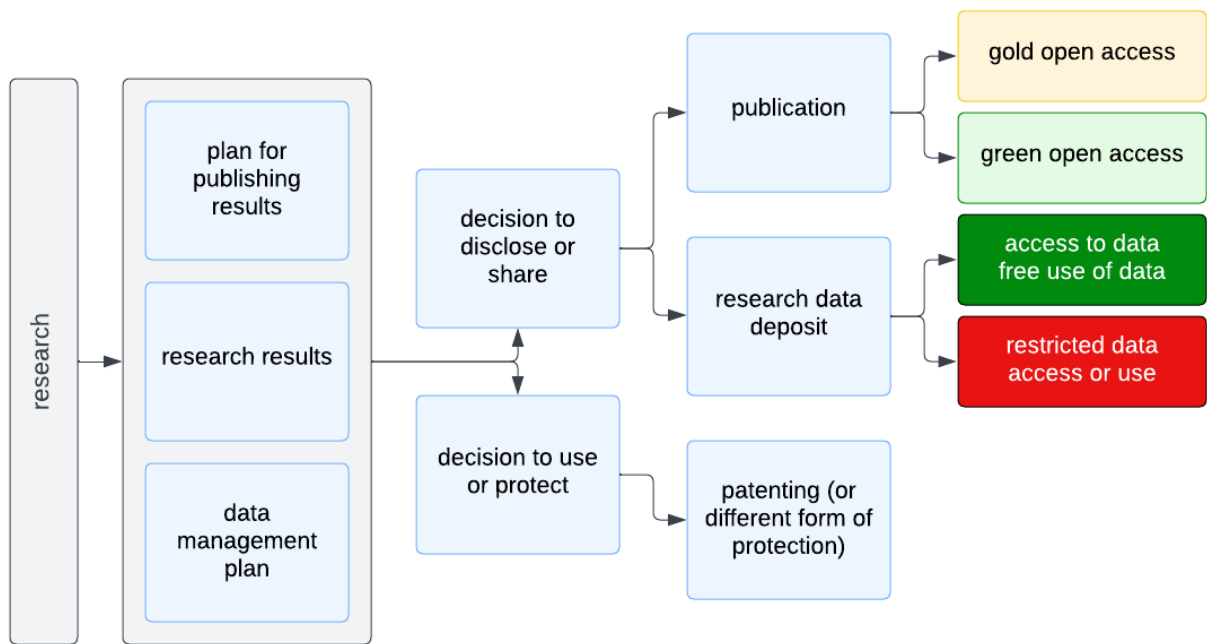 research
plan for
publishing
results
research results
data
management
plan
decision to
disclose or
share
decision to use
or protect
publication
research data
deposit
patenting (or
different form of
protection)
gold open access
green open access
access to data
free use of data
restricted data
access or use